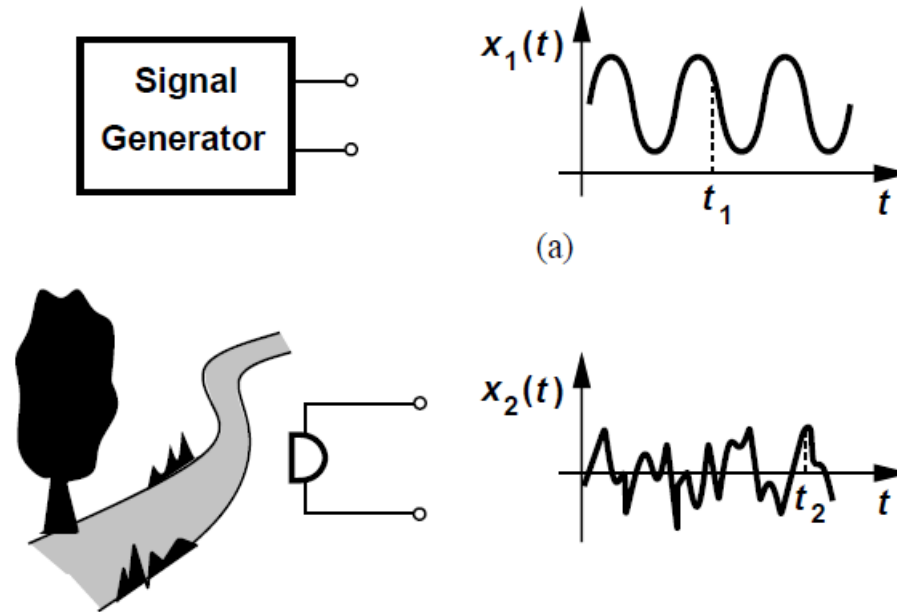 Signal
Generator
x1(t)
t1
t
(a)
x2(t)
t2
t